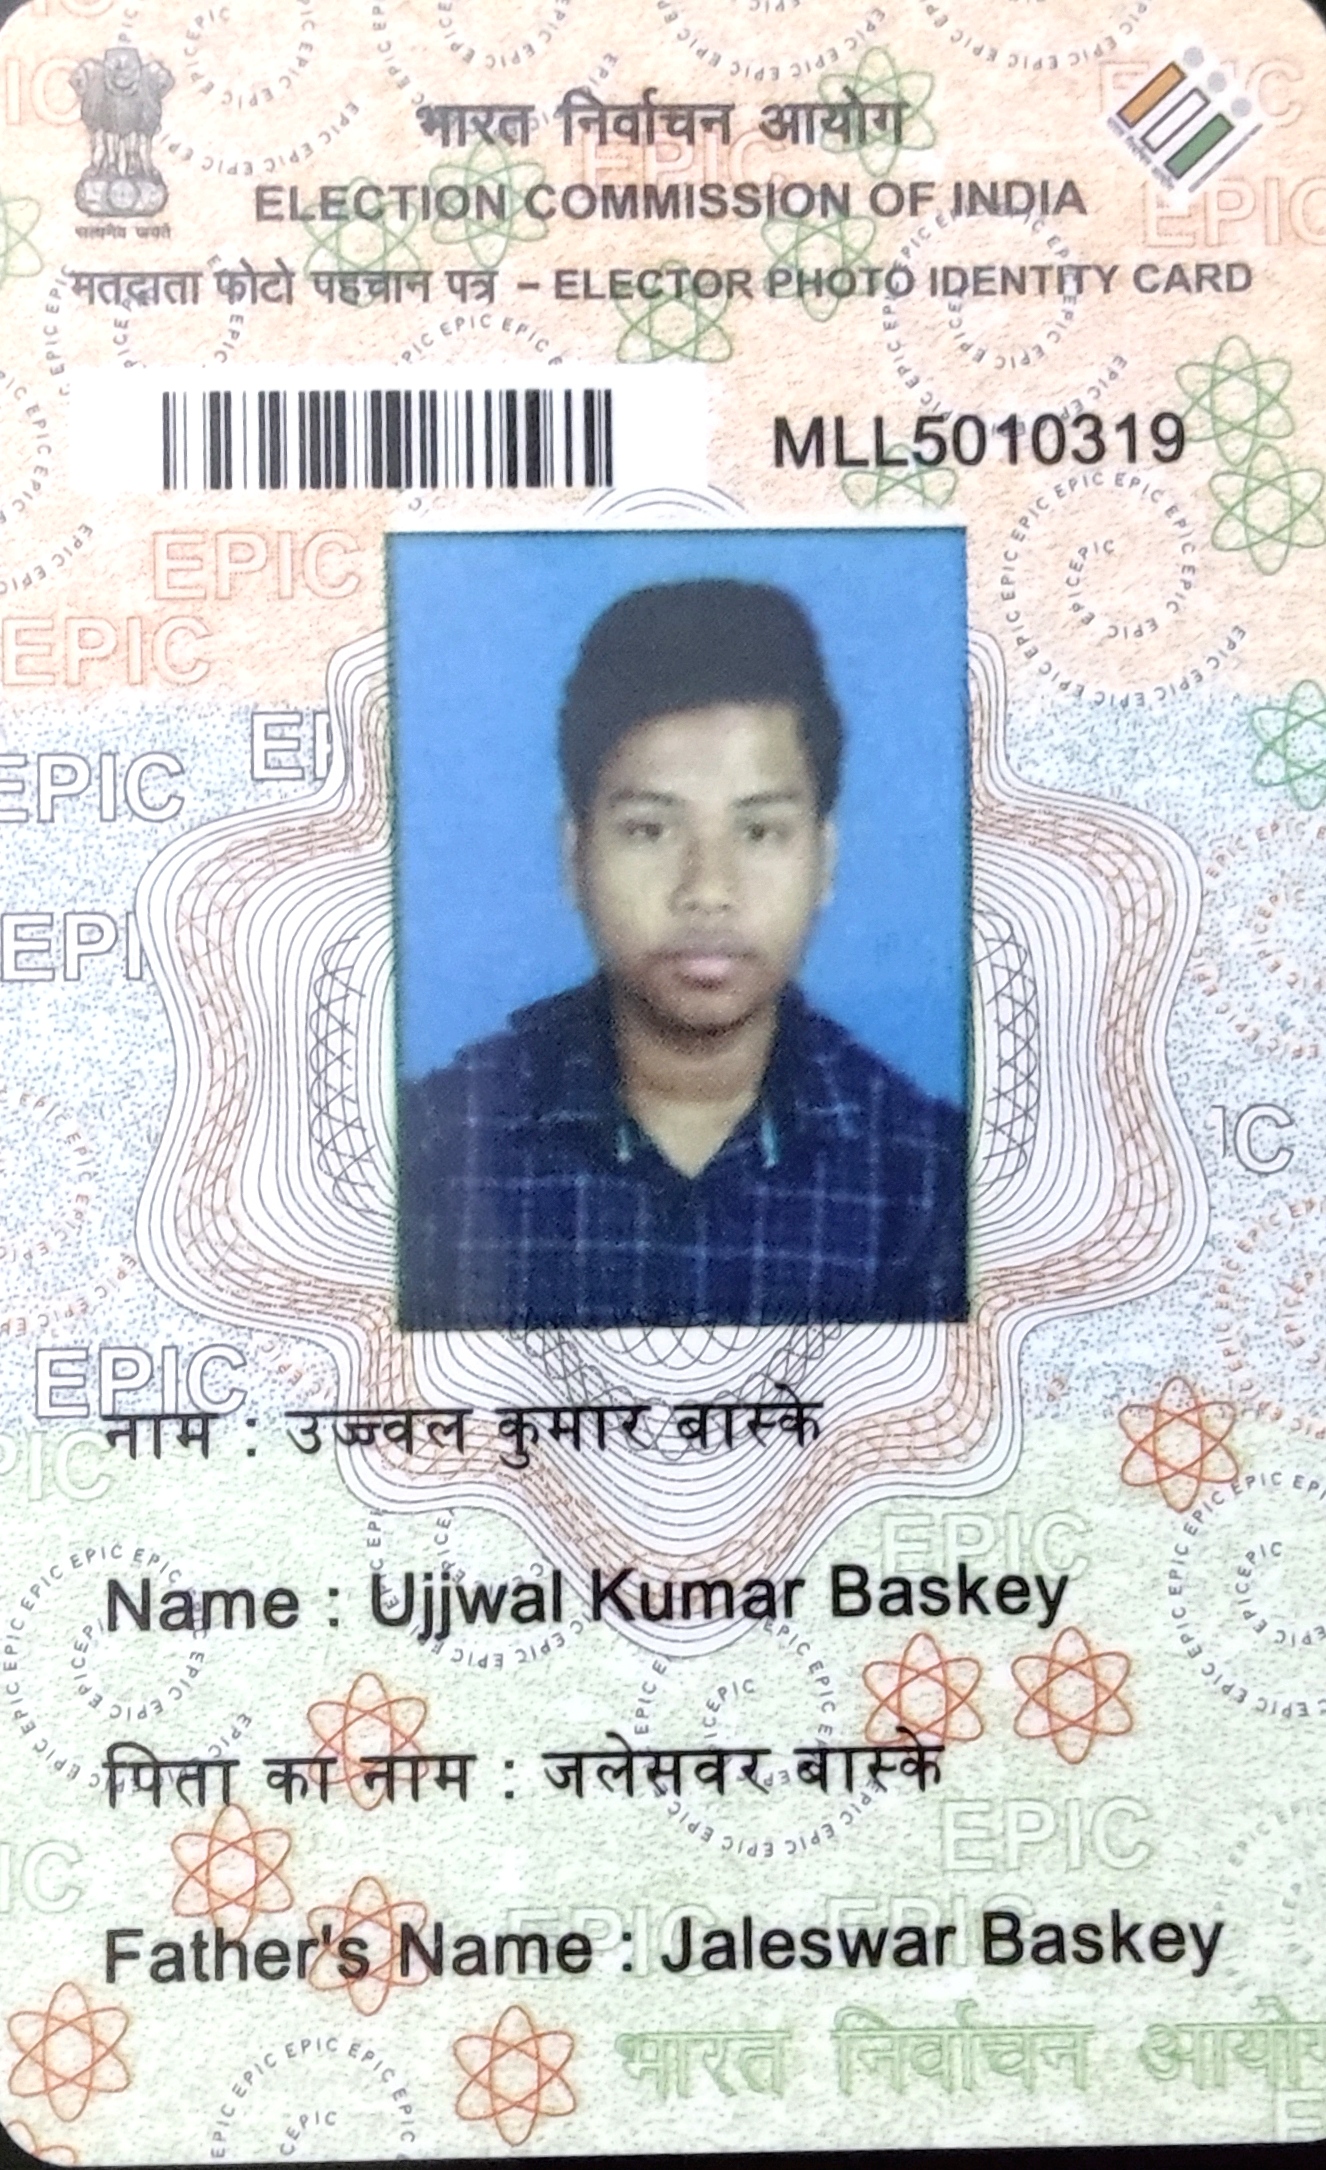 भारत निर्वाचन आयोग
ELECTION COMMISSION OF INDIA
सत्यमेव जयते
मतदाता फोटो पहचान पत्र – ELECTOR PHOTO IDENTITY CARD
MLL5010319
नाम : उज्ज्वल कुमार बास्के
Name : Ujjwal Kumar Baskey
पिता का नाम : जलेसवर बास्के
Father's Name : Jaleswar Baskey
भारत निर्वाचन आयोग